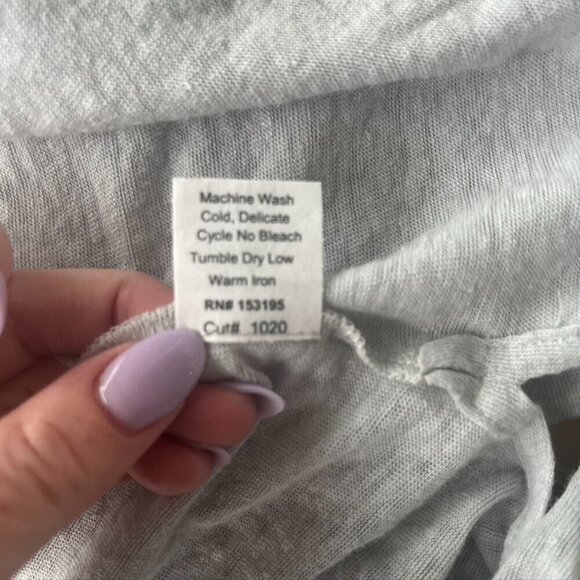 Machine Wash
Cold, Delicate
Cycle No Bleach
Tumble Dry Low
Warm Iron
RN# 153195
Cut# 1020